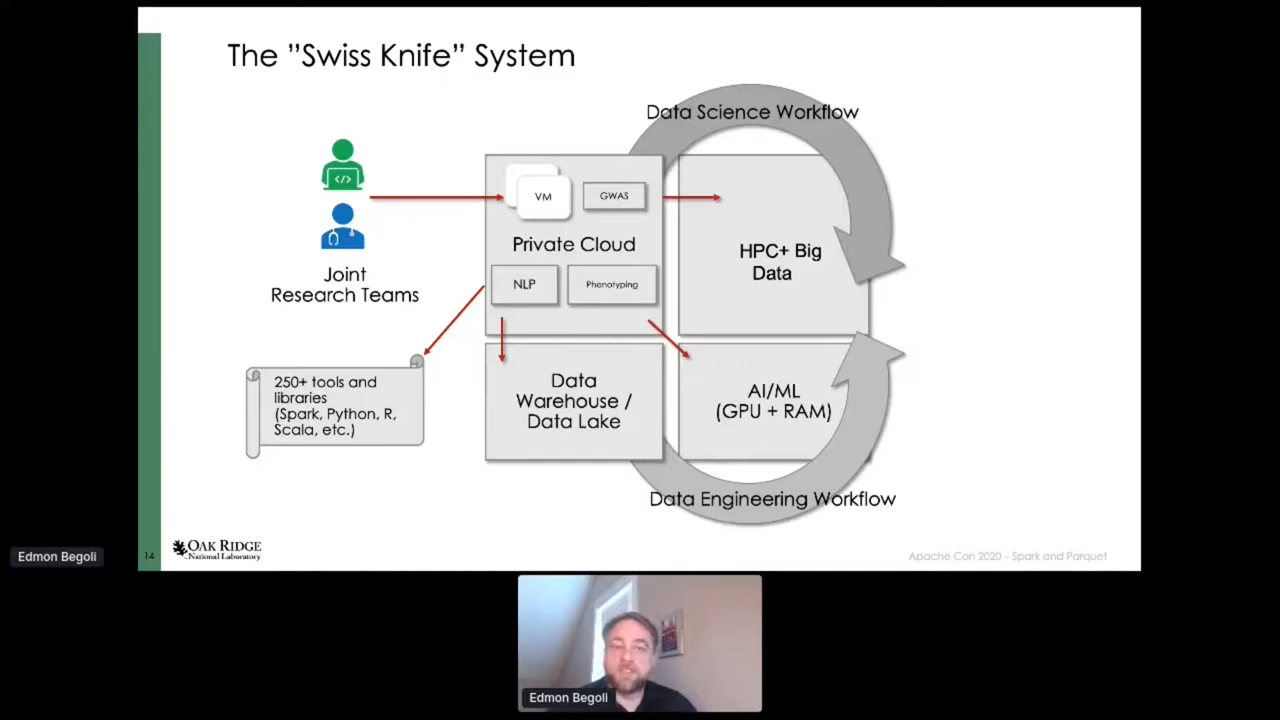 The ”Swiss Knife” System
Data Science Workflow
</>
VM
GWAS
Private Cloud
HPC+ Big
Data
Joint
Research Teams
NLP
Phenotyping
250+ tools and
libraries
(Spark, Python, R,
Scala, etc.)
Data
Warehouse /
Data Lake
AI/ML
(GPU + RAM)
Data Engineering Workflow
14
OAK RIDGE
National Laboratory
Apache Con 2020 – Spark and Parquet
Edmon Begoli
Edmon Begoli